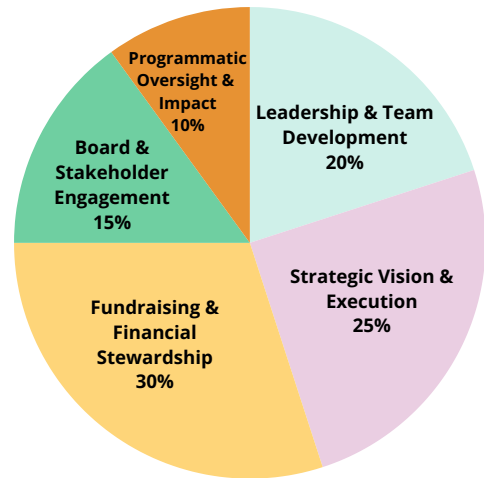 Programmatic
Oversight &
Impact
10%
Leadership & Team
Development
20%
Board &
Stakeholder
Engagement
15%
Strategic Vision &
Execution
25%
Fundraising &
Financial
Stewardship
30%